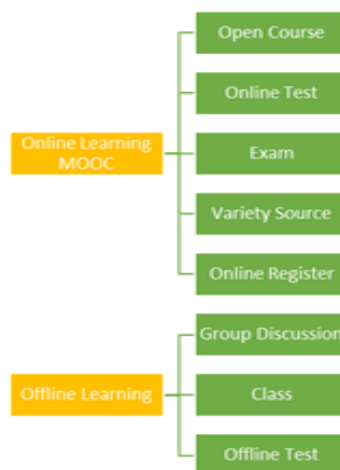 Open Course
Online Test
Online Learning
MOOC
Exam
Variety Source
Online Register
Group Discussion
Offline Learning
Class
Offline Test